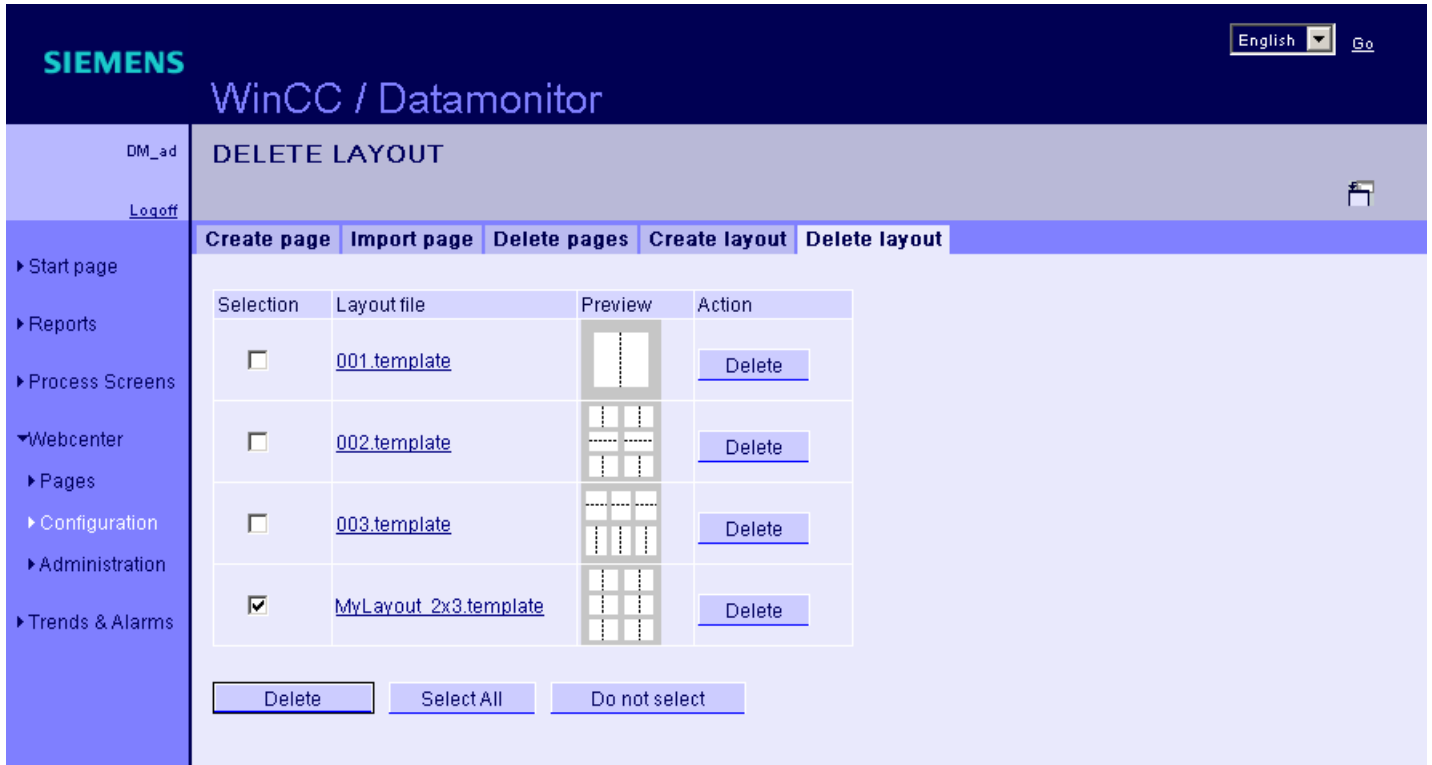 SIEMENS
English
Go
WinCC / Datamonitor
DM_ad
Logoff
DELETE LAYOUT
Create page
Import page
Delete pages
Create layout
Delete layout
Start page
Reports
Process Screens
Webcenter
Pages
Configuration
Administration
Trends & Alarms
Selection Layout file Preview Action
001.template Delete
002.template Delete
003.template Delete
MyLayout_2x3.template Delete
Delete
Select All
Do not select